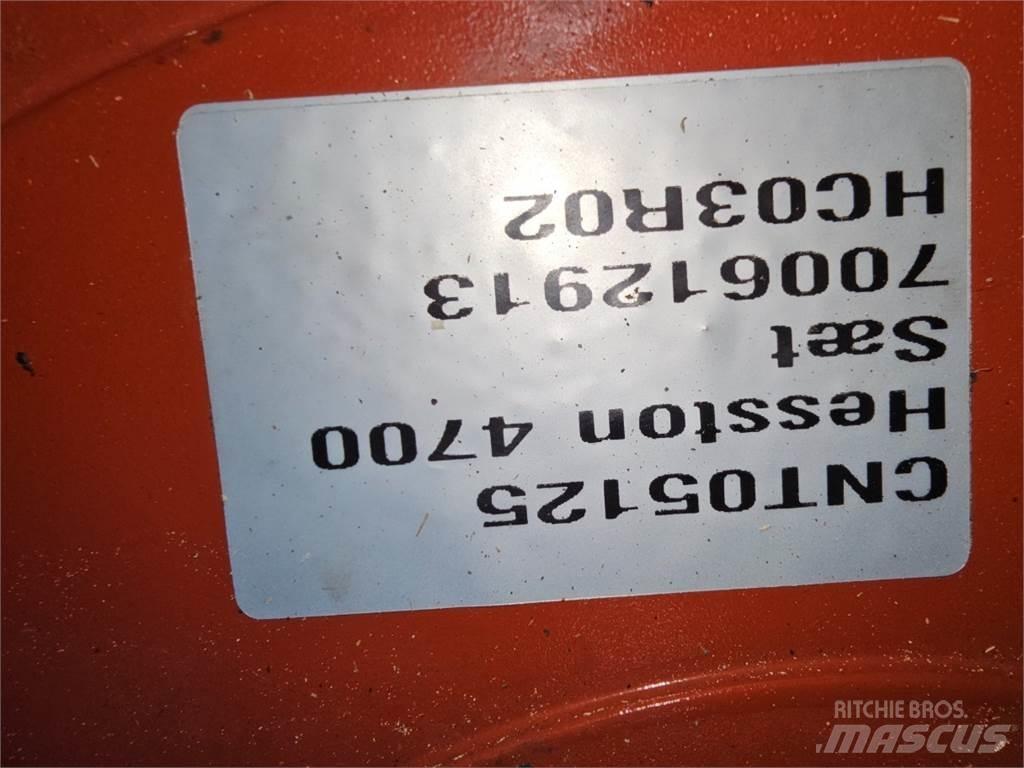 CNT05125
Hesston 4700
Sæt
700612913
HC03R02
RITCHIE BROS.
MASCUS